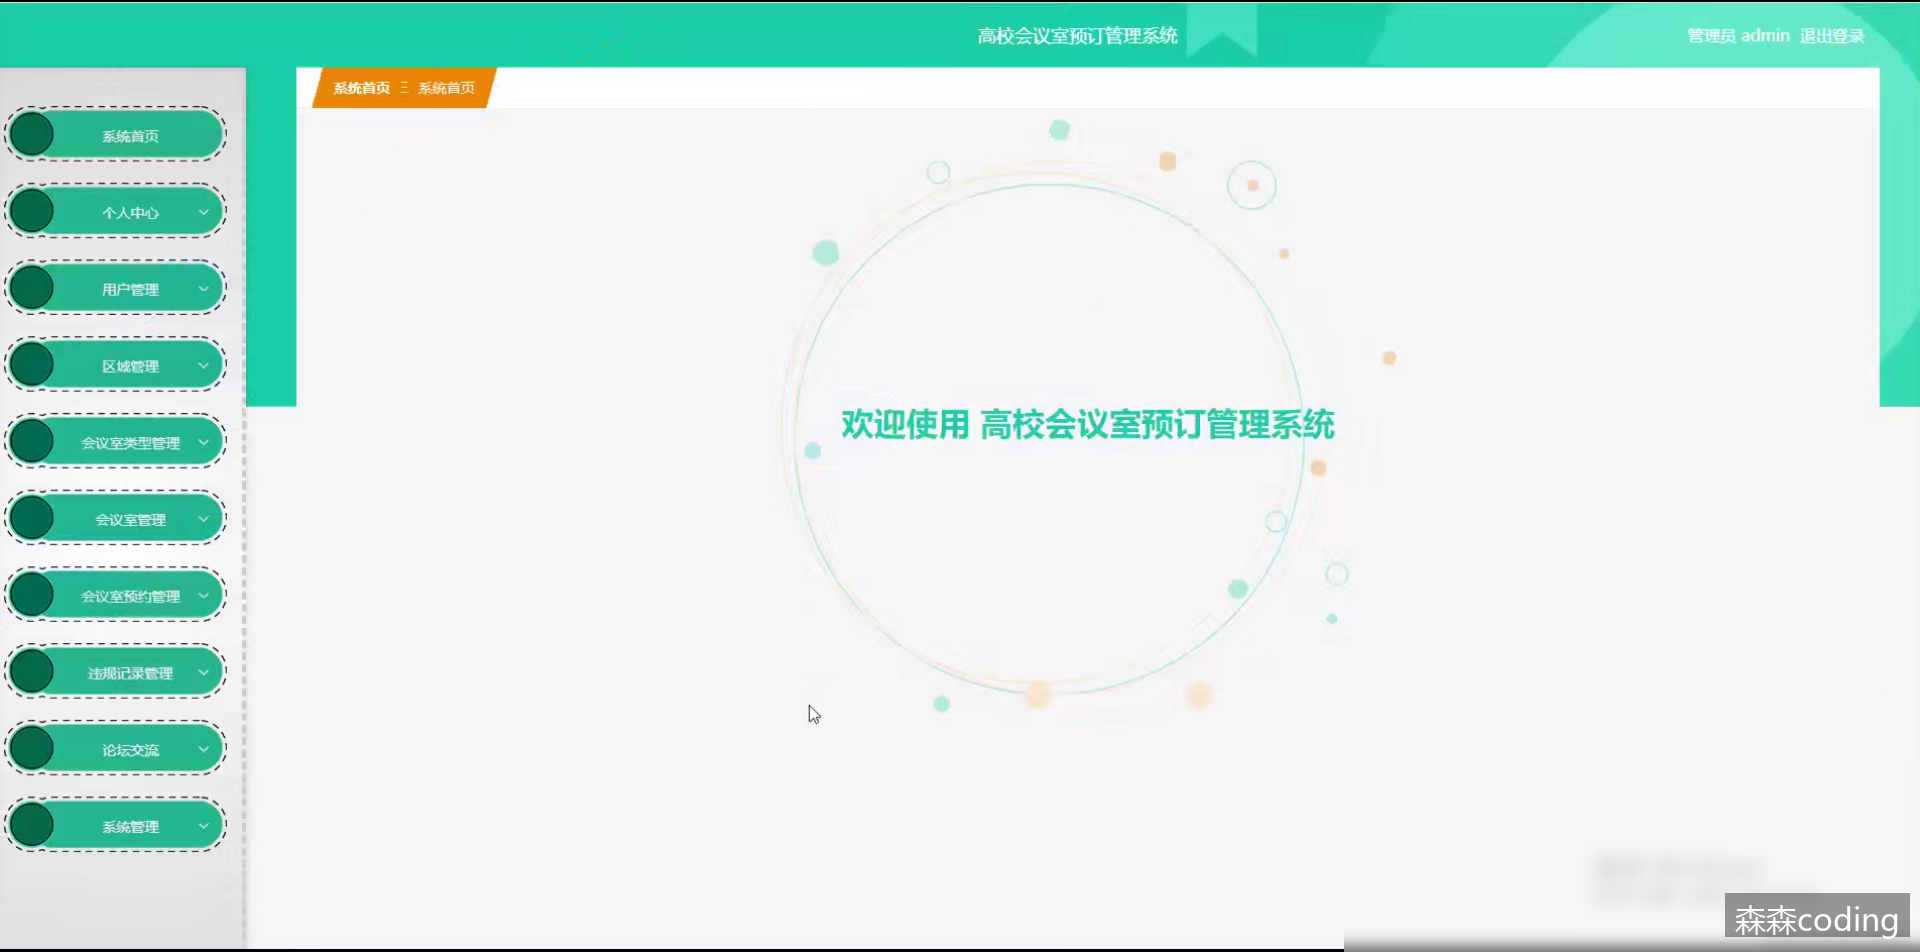 高校会议室预订管理系统
管理员 admin 退出登录
系统首页 系统首页
系统首页
个人中心
用户管理
区域管理
会议室类型管理
会议室管理
会议室预约管理
违规记录管理
论坛交流
系统管理
欢迎使用 高校会议室预订管理系统
森森coding